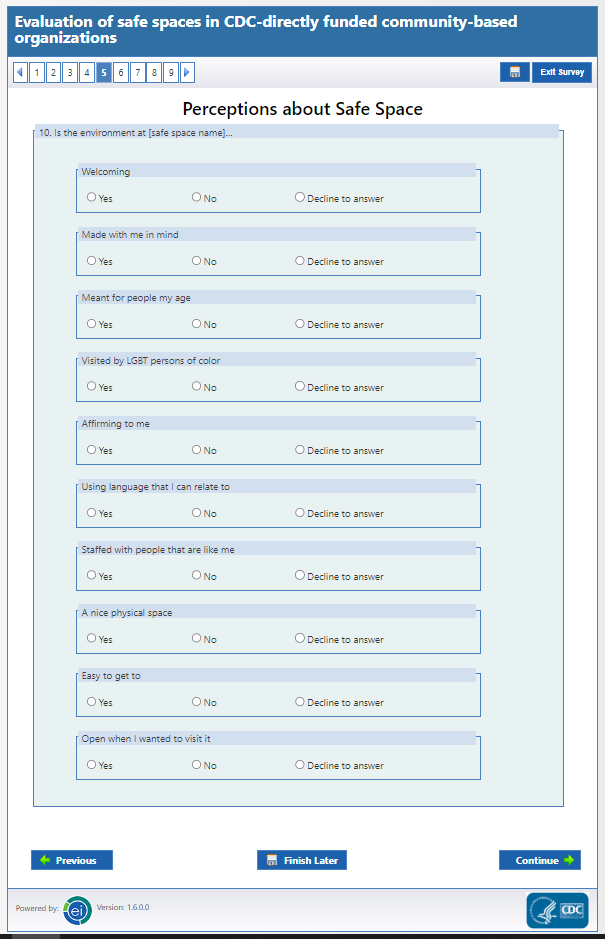 Evaluation of safe spaces in CDC-directly funded community-based
organizations
1 2 3 4 5 6 7 8 9 Exit Survey
Perceptions about Safe Space
10. Is the environment at [safe space name]...
Welcoming
Yes No Decline to answer
Made with me in mind
Yes No Decline to answer
Meant for people my age
Yes No Decline to answer
Visited by LGBT persons of color
Yes No Decline to answer
Affirming to me
Yes No Decline to answer
Using language that I can relate to
Yes No Decline to answer
Staffed with people that are like me
Yes No Decline to answer
A nice physical space
Yes No Decline to answer
Easy to get to
Yes No Decline to answer
Open when I wanted to visit it
Yes No Decline to answer
Previous Finish Later Continue
Powered by: ei Version: 1.6.0.0 CDC